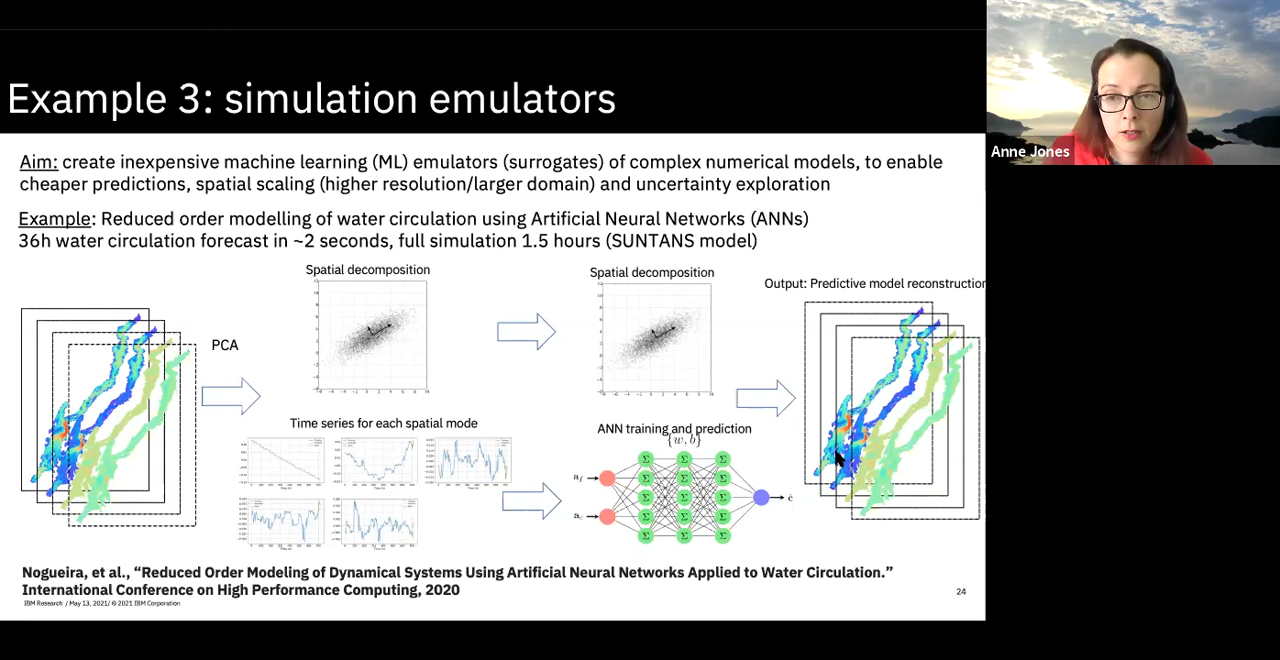 Example 3: simulation emulators
Anne Jones
Aim: create inexpensive machine learning (ML) emulators (surrogates) of complex numerical models, to enable
cheaper predictions, spatial scaling (higher resolution/larger domain) and uncertainty exploration
Example: Reduced order modelling of water circulation using Artificial Neural Networks (ANNs)
36h water circulation forecast in ~2 seconds, full simulation 1.5 hours (SUNTANS model)
Spatial decomposition
Spatial decomposition
Output: Predictive model reconstruction
PCA
Time series for each spatial mode
ANN training and prediction
{w, b}
Σ Σ Σ
Σ Σ Σ
Σ Σ Σ
Σ Σ Σ
Σ Σ Σ
Nogueira, et al., “Reduced Order Modeling of Dynamical Systems Using Artificial Neural Networks Applied to Water Circulation.”
International Conference on High Performance Computing, 2020
IBM Research / May 13, 2021/ © 2021 IBM Corporation
24